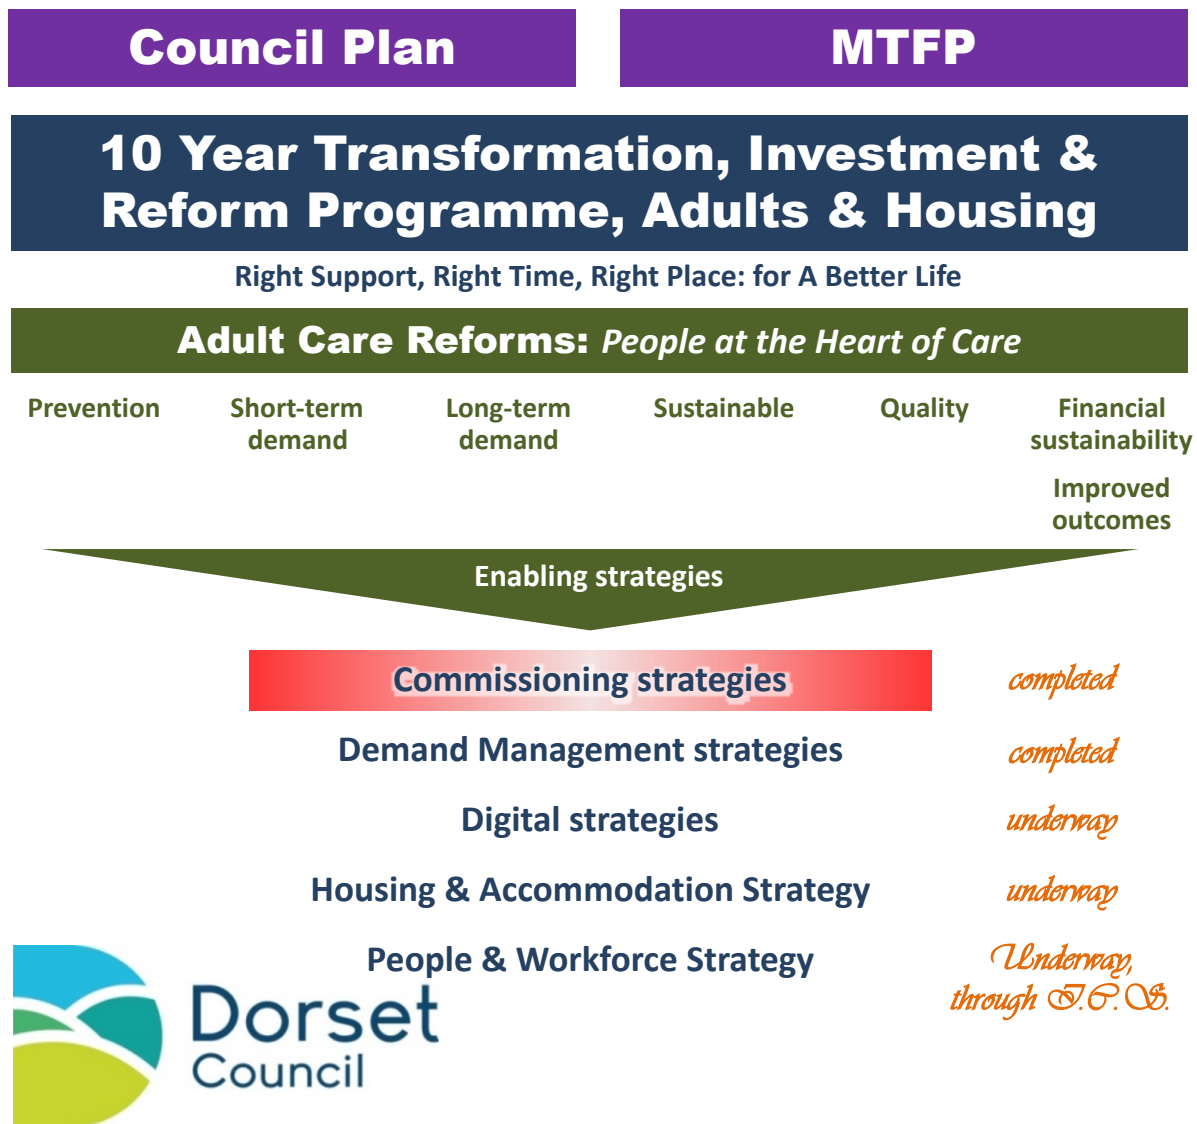 Council Plan
MTFP
10 Year Transformation, Investment &
Reform Programme, Adults & Housing
Right Support, Right Time, Right Place: for A Better Life
Adult Care Reforms: People at the Heart of Care
Prevention
Short-term
demand
Long-term
demand
Sustainable
Quality
Financial
sustainability
Improved
outcomes
Enabling strategies
Commissioning strategies
completed
Demand Management strategies
completed
Digital strategies
underway
Housing & Accommodation Strategy
underway
People & Workforce Strategy
Underway,
through I.C.S.
Dorset
Council